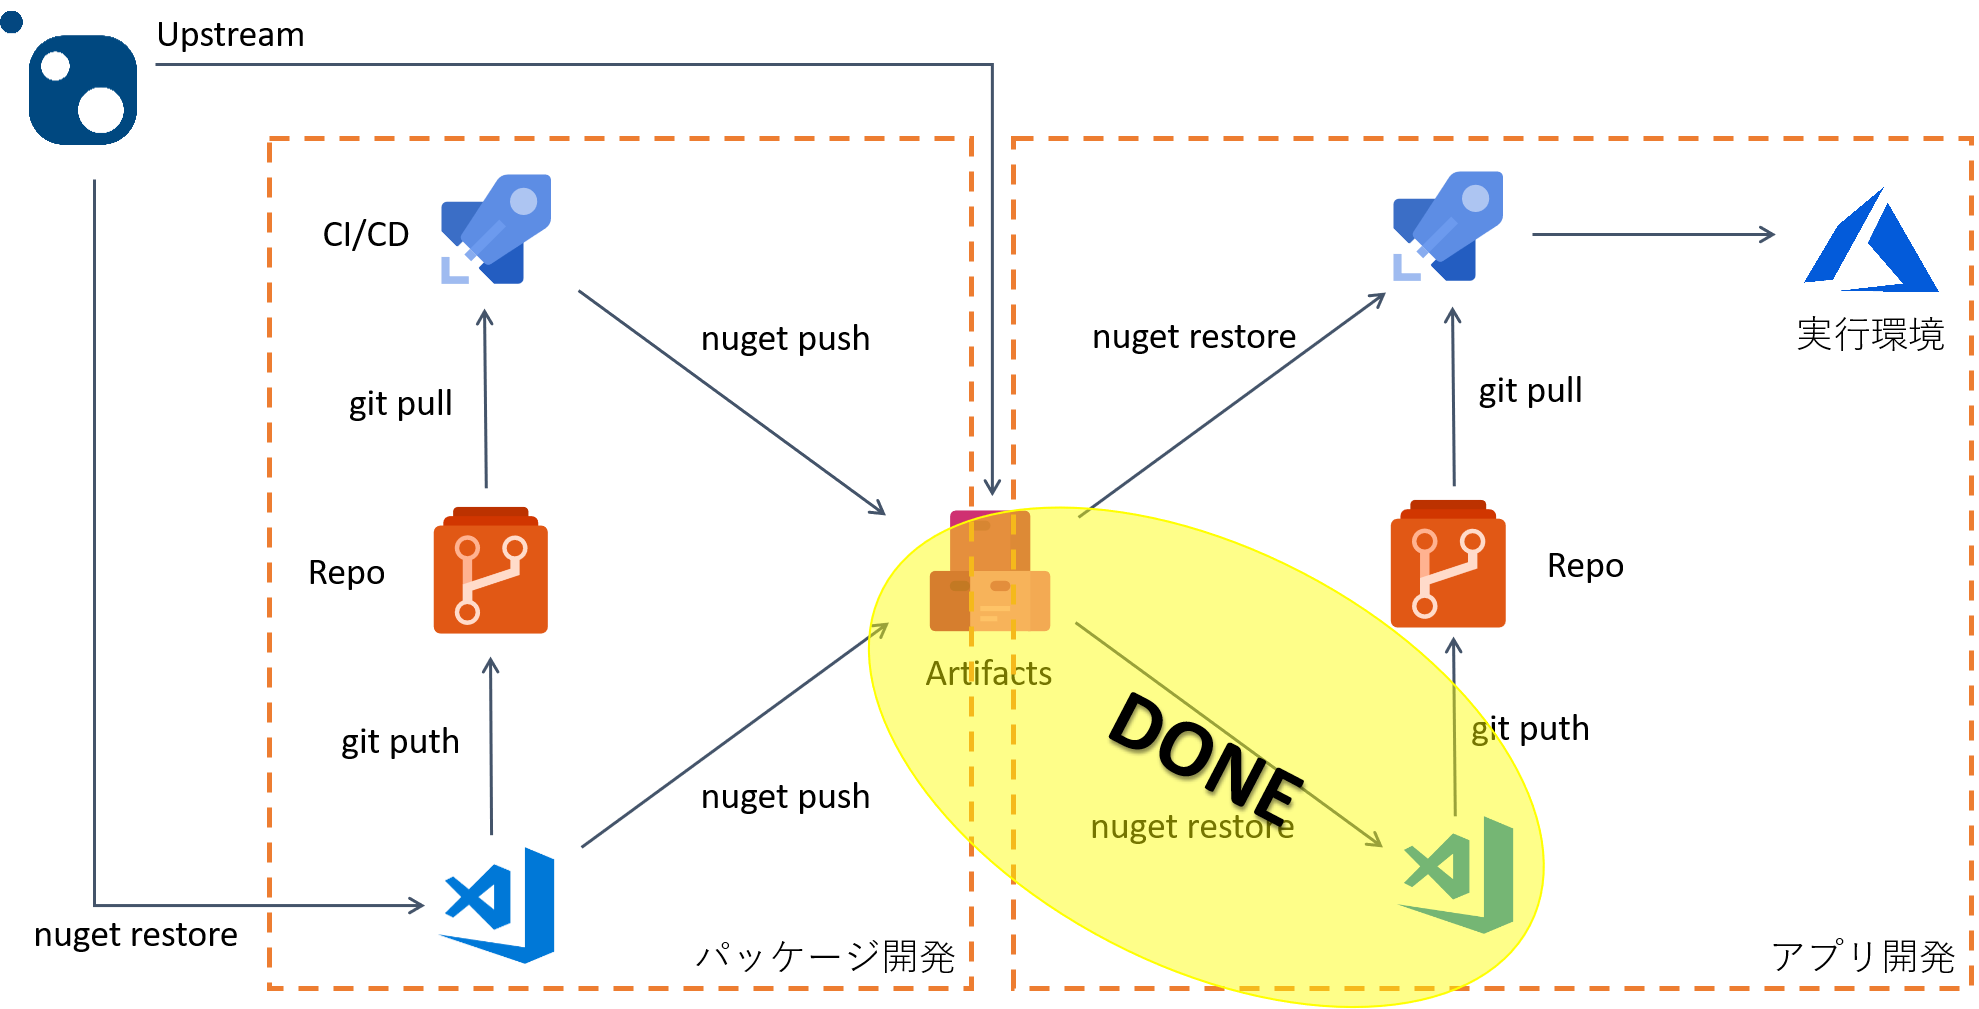 Upstream
CI/CD
nuget push
nuget restore
実行環境
git pull
git pull
Repo
Repo
Artifacts
DONE
git puth
git puth
nuget push
nuget restore
nuget restore
パッケージ開発
アプリ開発